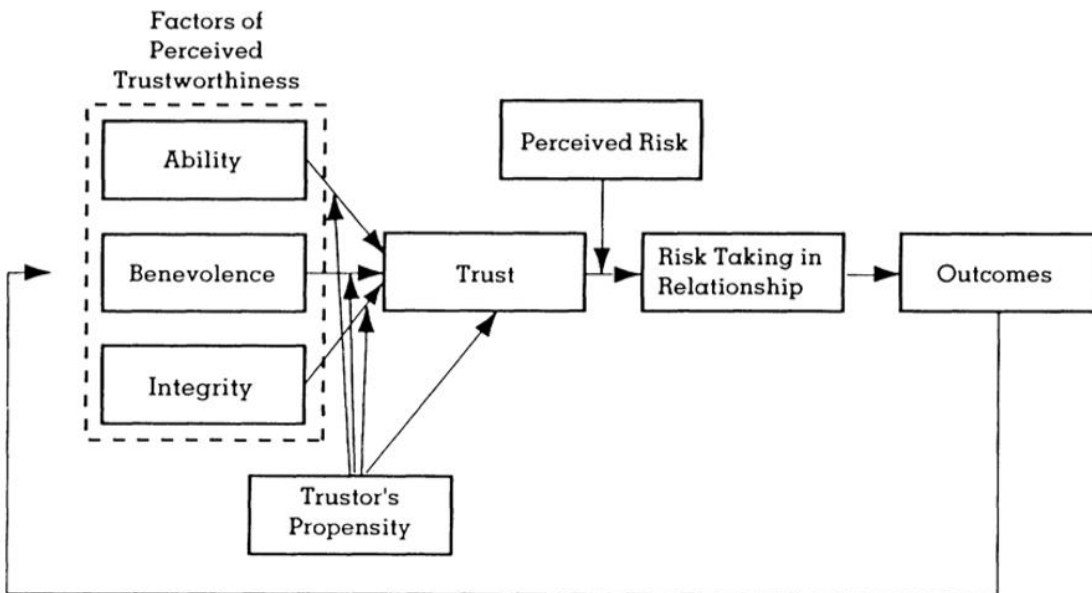 Factors of
Perceived
Trustworthiness
Ability
Perceived Risk
Benevolence
Trust
Risk Taking in
Relationship
Outcomes
Integrity
Trustor's
Propensity